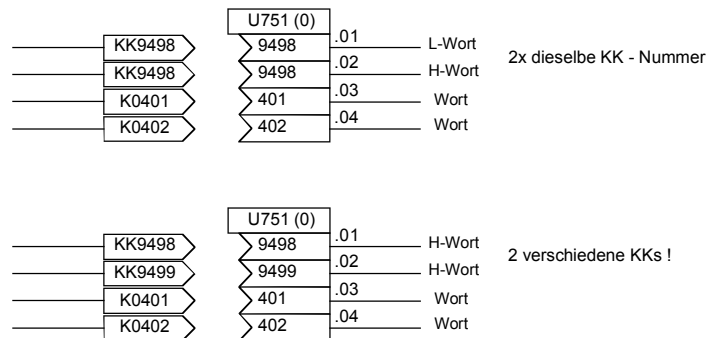 U751 (0)
KK9498 9498 .01 L-Wort
KK9498 9498 .02 H-Wort
2x dieselbe KK - Nummer
K0401 401 .03 Wort
K0402 402 .04 Wort
U751 (0)
KK9498 9498 .01 H-Wort
KK9499 9499 .02 H-Wort
2 verschiedene KKs !
K0401 401 .03 Wort
K0402 402 .04 Wort